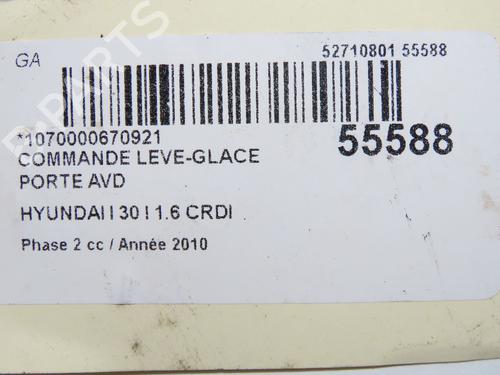 GA
52710801 55588
*1070000670921
55588
COMMANDE LEVE-GLACE
PORTE AVD
HYUNDAI I 30 I 1.6 CRDI
Phase 2 cc / Année 2010
B-PARTS